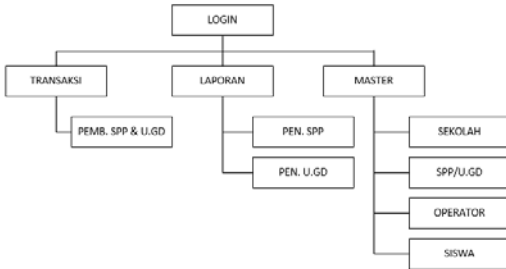 LOGIN
TRANSAKSI
LAPORAN
MASTER
PEMB. SPP & U.GD
PEN. SPP
SEKOLAH
PEN. U.GD
SPP/U.GD
OPERATOR
SISWA